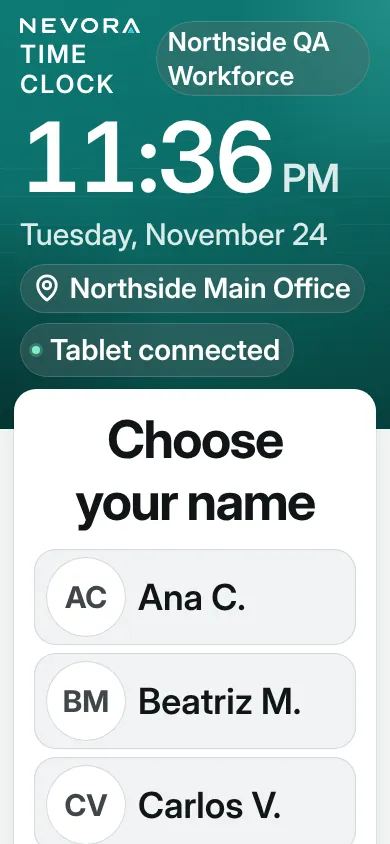 NEVORA
TIME
CLOCK
Northside QA
Workforce
11:36 PM
Tuesday, November 24
Northside Main Office
Tablet connected
Choose
your name
AC Ana C.
BM Beatriz M.
CV Carlos V.